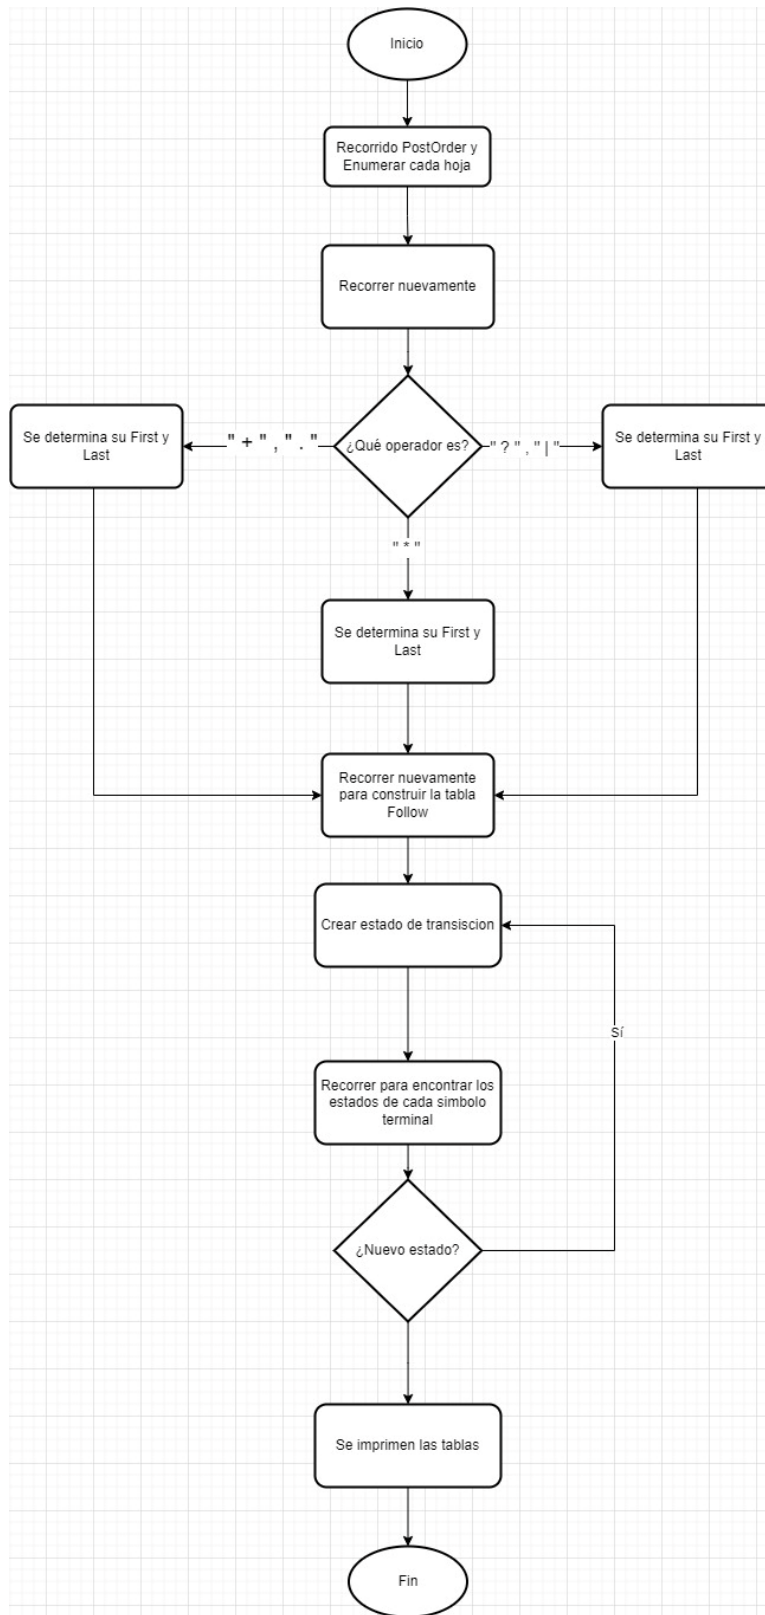 Inicio
Recorrido PostOrder y
Enumerar cada hoja
Recorrer nuevamente
Se determina su First y
Last
" + " , " . "
¿Qué operador es?
" ? " , " | "
Se determina su First y
Last
" * "
Se determina su First y
Last
Recorrer nuevamente
para construir la tabla
Follow
Crear estado de transiscion
Sí
Recorrer para encontrar los
estados de cada simbolo
terminal
¿Nuevo estado?
Se imprimen las tablas
Fin